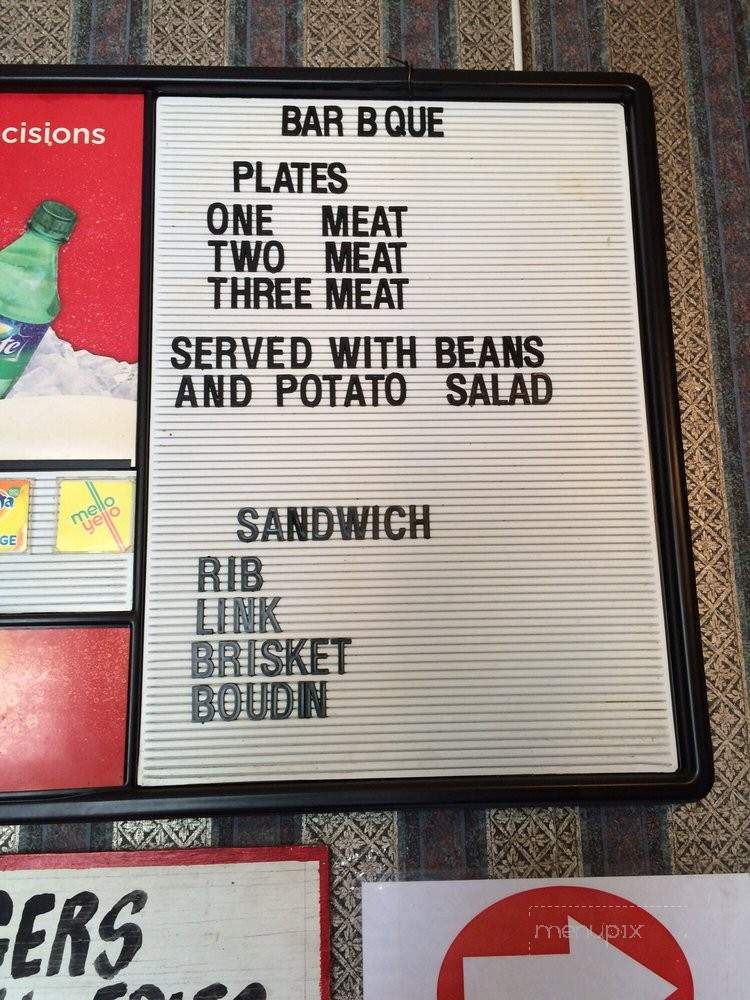 cisions
BAR B QUE
PLATES
ONE MEAT
TWO MEAT
THREE MEAT
SERVED WITH BEANS
AND POTATO SALAD
SANDWICH
RIB
LINK
BRISKET
BOUDIN
mello
yello
GERS
menupix